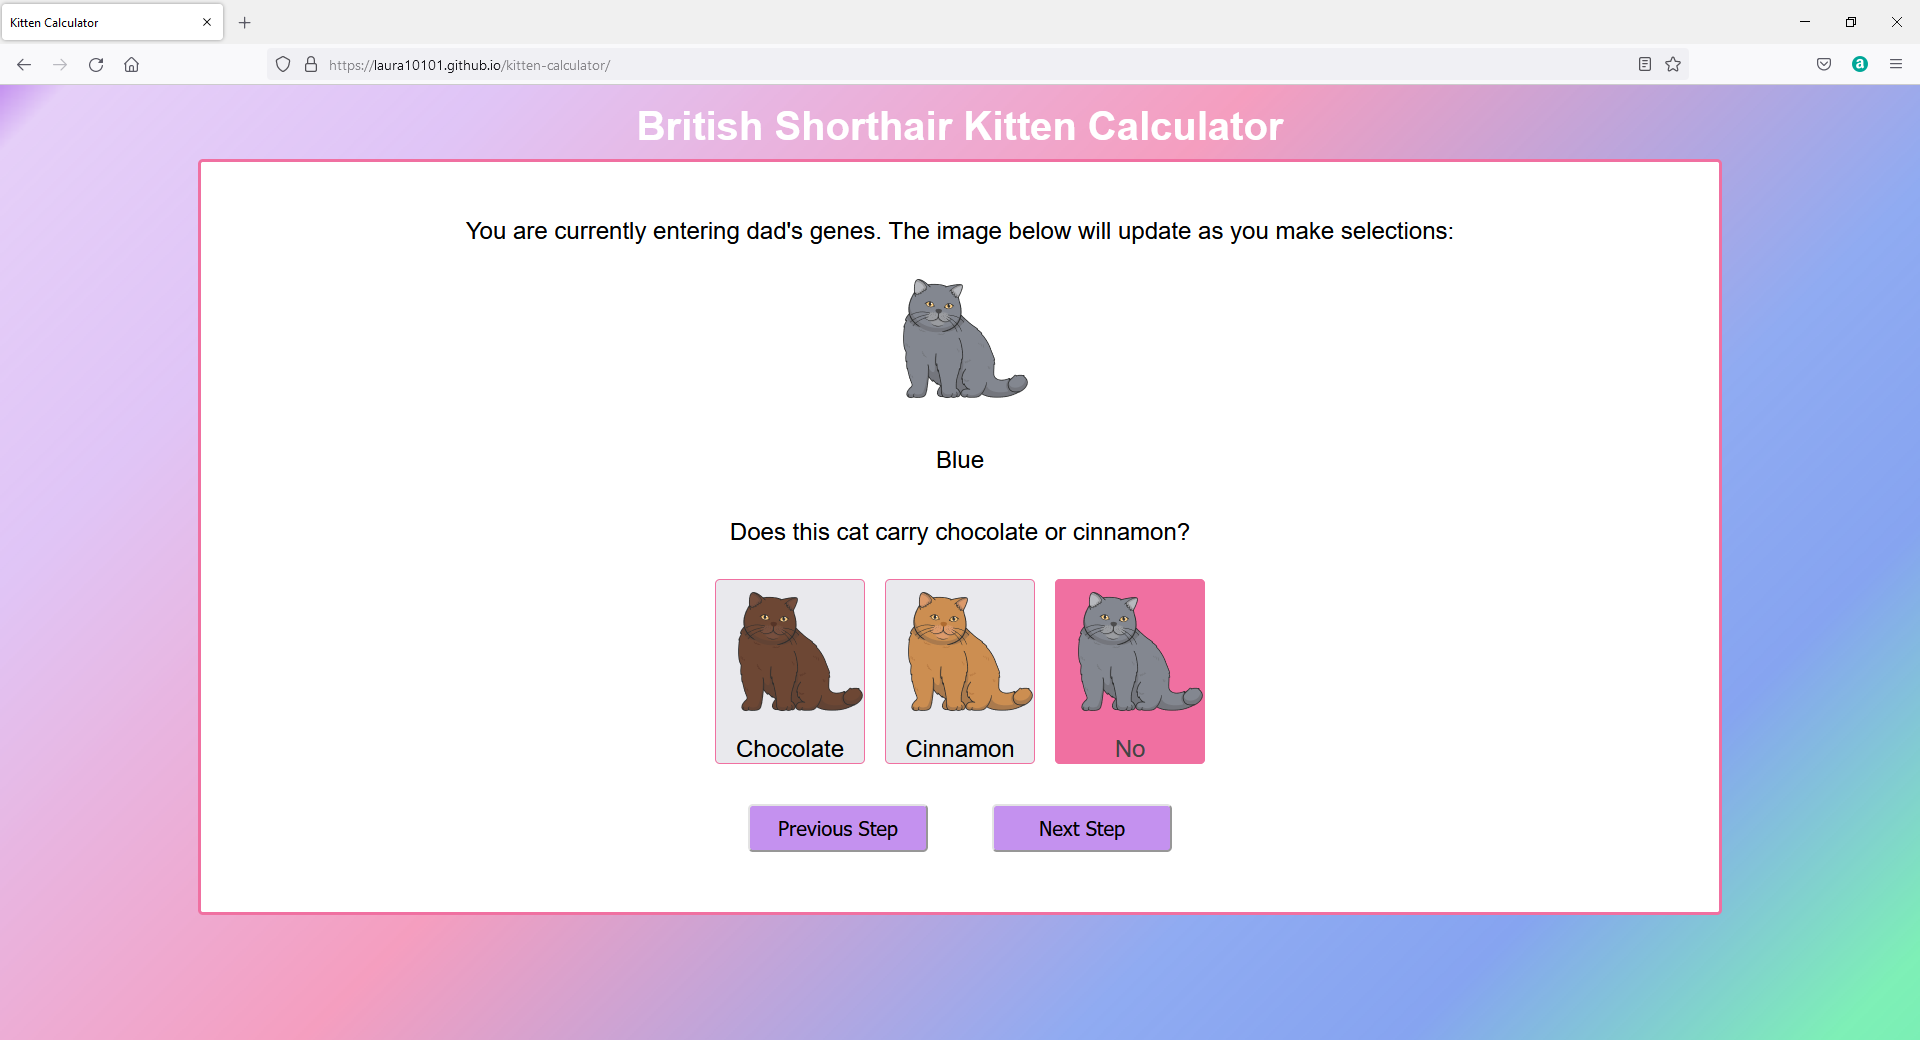 Kitten Calculator
https://laura10101.github.io/kitten-calculator/
a
British Shorthair Kitten Calculator
You are currently entering dad's genes. The image below will update as you make selections:
Blue
Does this cat carry chocolate or cinnamon?
Chocolate Cinnamon No
Previous Step Next Step